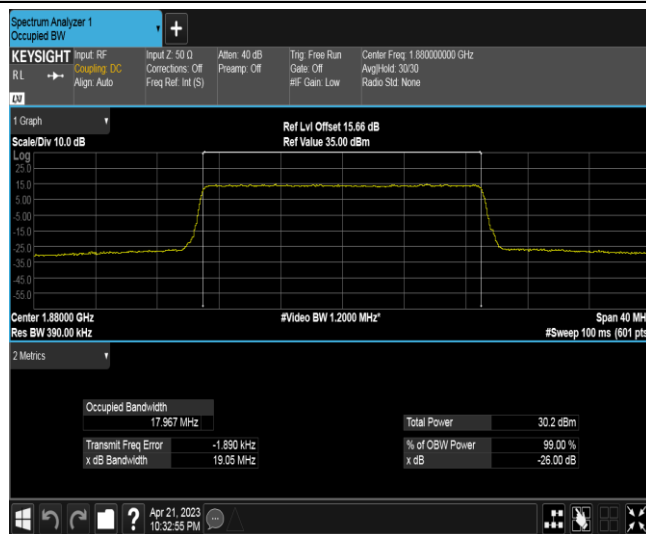 Spectrum Analyzer 1
Occupied BW
+
KEYSIGHT Input: RF Input Z: 50 Ω Atten: 40 dB Trig: Free Run Center Freq: 1.880000000 GHz
RL Coupling: DC Corrections: Off Preamp: Off Gate: Off Avg|Hold: 30/30
Align: Auto Freq Ref: Int (S) #IF Gain: Low Radio Std: None
LXI
1 Graph
Ref Lvl Offset 15.66 dB
Scale/Div 10.0 dB Ref Value 35.00 dBm
Log
25.0
15.0
5.00
-5.00
-15.0
-25.0
-35.0
-45.0
-55.0
Center 1.88000 GHz #Video BW 1.2000 MHz* Span 40 MH
Res BW 390.00 kHz #Sweep 100 ms (601 pts
2 Metrics
Occupied Bandwidth
17.967 MHz Total Power 30.2 dBm
Transmit Freq Error -1.890 kHz % of OBW Power 99.00 %
x dB Bandwidth 19.05 MHz x dB -26.00 dB
? Apr 21, 2023
10:32:55 PM